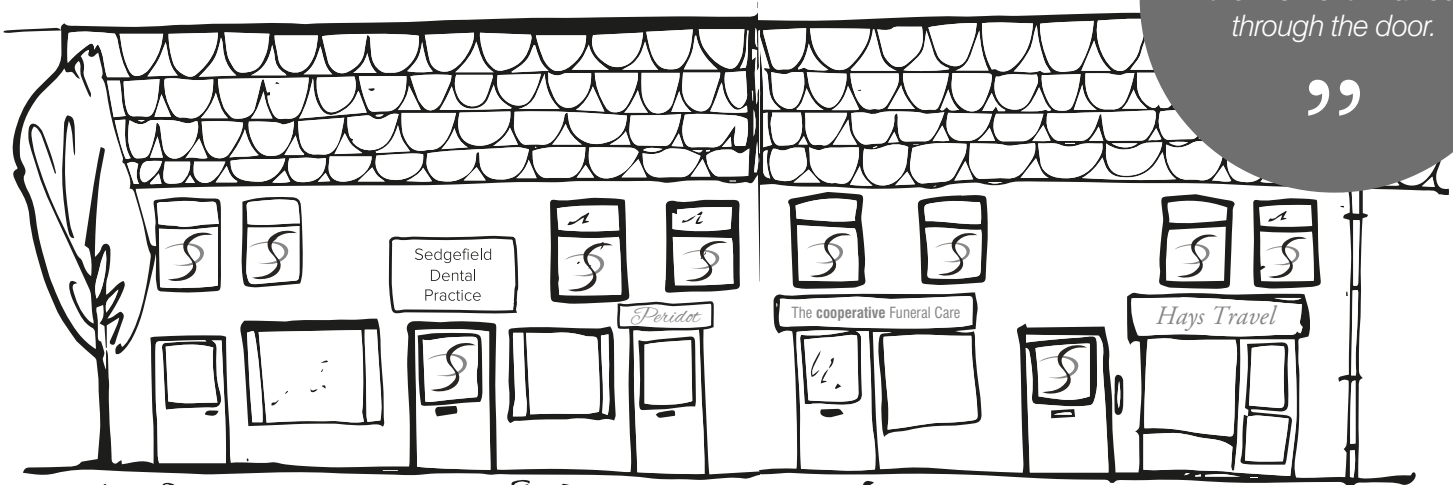 through the door.
”
Sedgefield
Dental
Practice
Peridot
The cooperative Funeral Care
Hays Travel